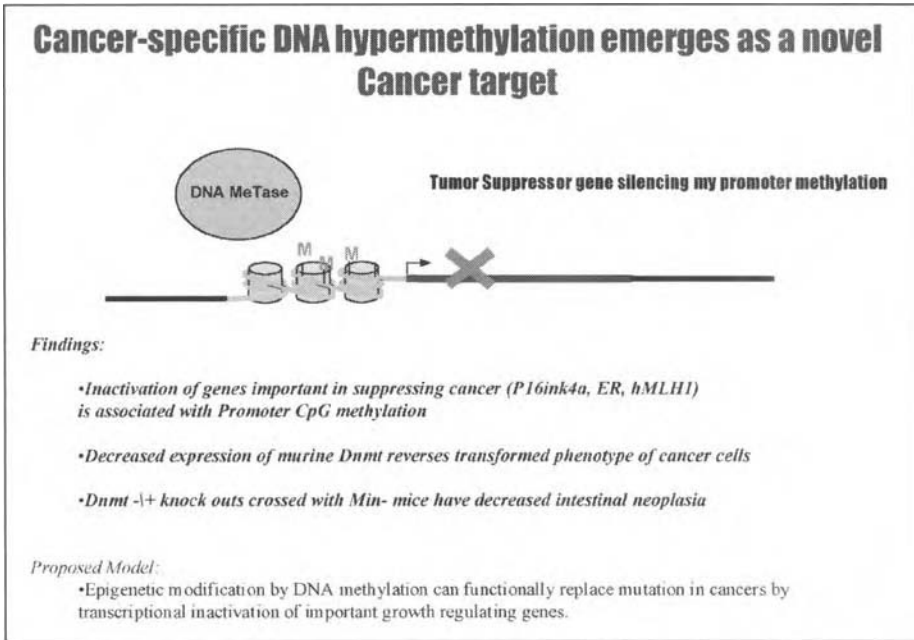 Cancer-specific DNA hypermethylation emerges as a novel
Cancer target
DNA MeTase
Tumor Suppressor gene silencing my promoter methylation
M
M
M
Findings:
•Inactivation of genes important in suppressing cancer (P16ink4a, ER, hMLH1)
is associated with Promoter CpG methylation
•Decreased expression of murine Dnmt reverses transformed phenotype of cancer cells
•Dnmt -\+ knock outs crossed with Min- mice have decreased intestinal neoplasia
Proposed Model:
•Epigenetic modification by DNA methylation can functionally replace mutation in cancers by
transcriptional inactivation of important growth regulating genes.